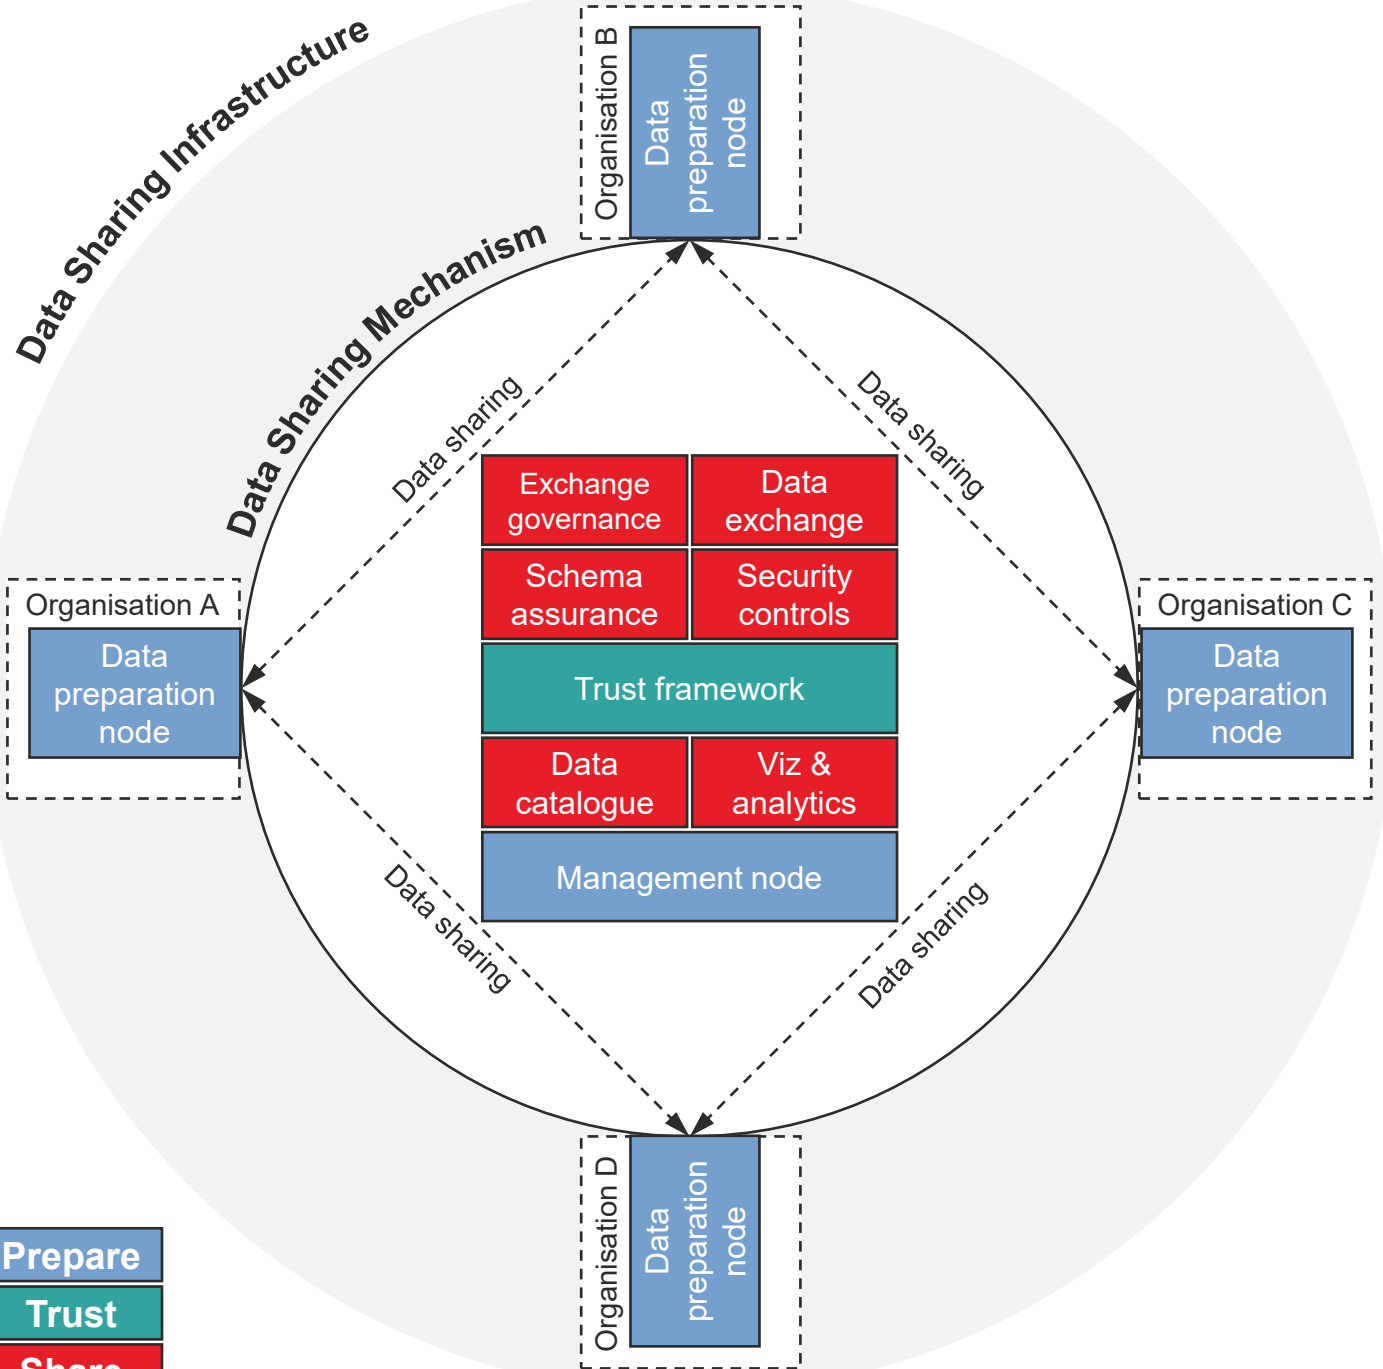 Data Sharing Infrastructure
Data Sharing Mechanism
Organisation B
Data
preparation
node
Data sharing
Data sharing
Exchange
governance
Data
exchange
Schema
assurance
Security
controls
Organisation A
Data
preparation
node
Trust framework
Organisation C
Data
preparation
node
Data
catalogue
Viz &
analytics
Management node
Data sharing
Data sharing
Organisation D
Data
preparation
node
Prepare
Trust
Share